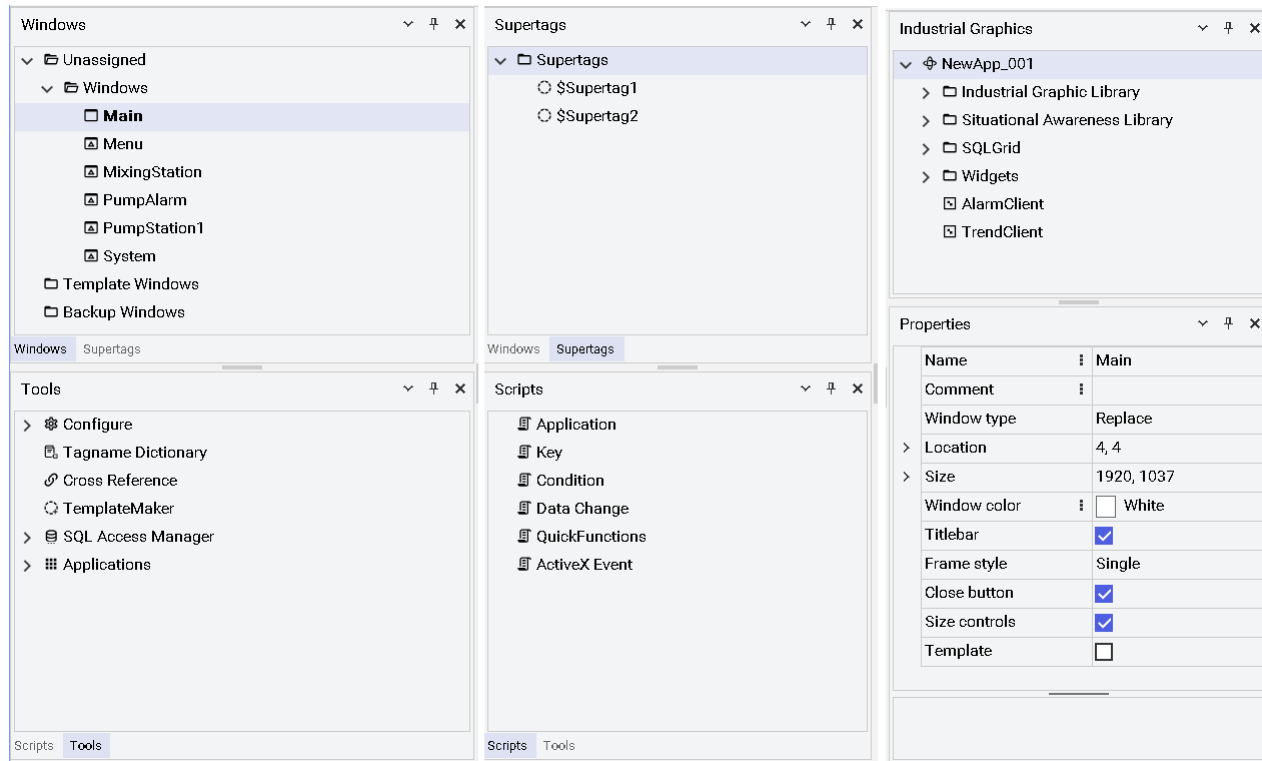 Windows
Unassigned
Windows
Main
Menu
MixingStation
PumpAlarm
PumpStation1
System
Template Windows
Backup Windows
Windows Supertags
Tools
Configure
Tagname Dictionary
Cross Reference
TemplateMaker
SQL Access Manager
Applications
Scripts Tools
Supertags
Supertags
$Supertag1
$Supertag2
Windows Supertags
Scripts
Application
Key
Condition
Data Change
QuickFunctions
ActiveX Event
Scripts Tools
Industrial Graphics
NewApp_001
Industrial Graphic Library
Situational Awareness Library
SQLGrid
Widgets
AlarmClient
TrendClient
Properties
Name Main
Comment
Window type Replace
Location 4, 4
Size 1920, 1037
Window color White
Titlebar
Frame style Single
Close button
Size controls
Template